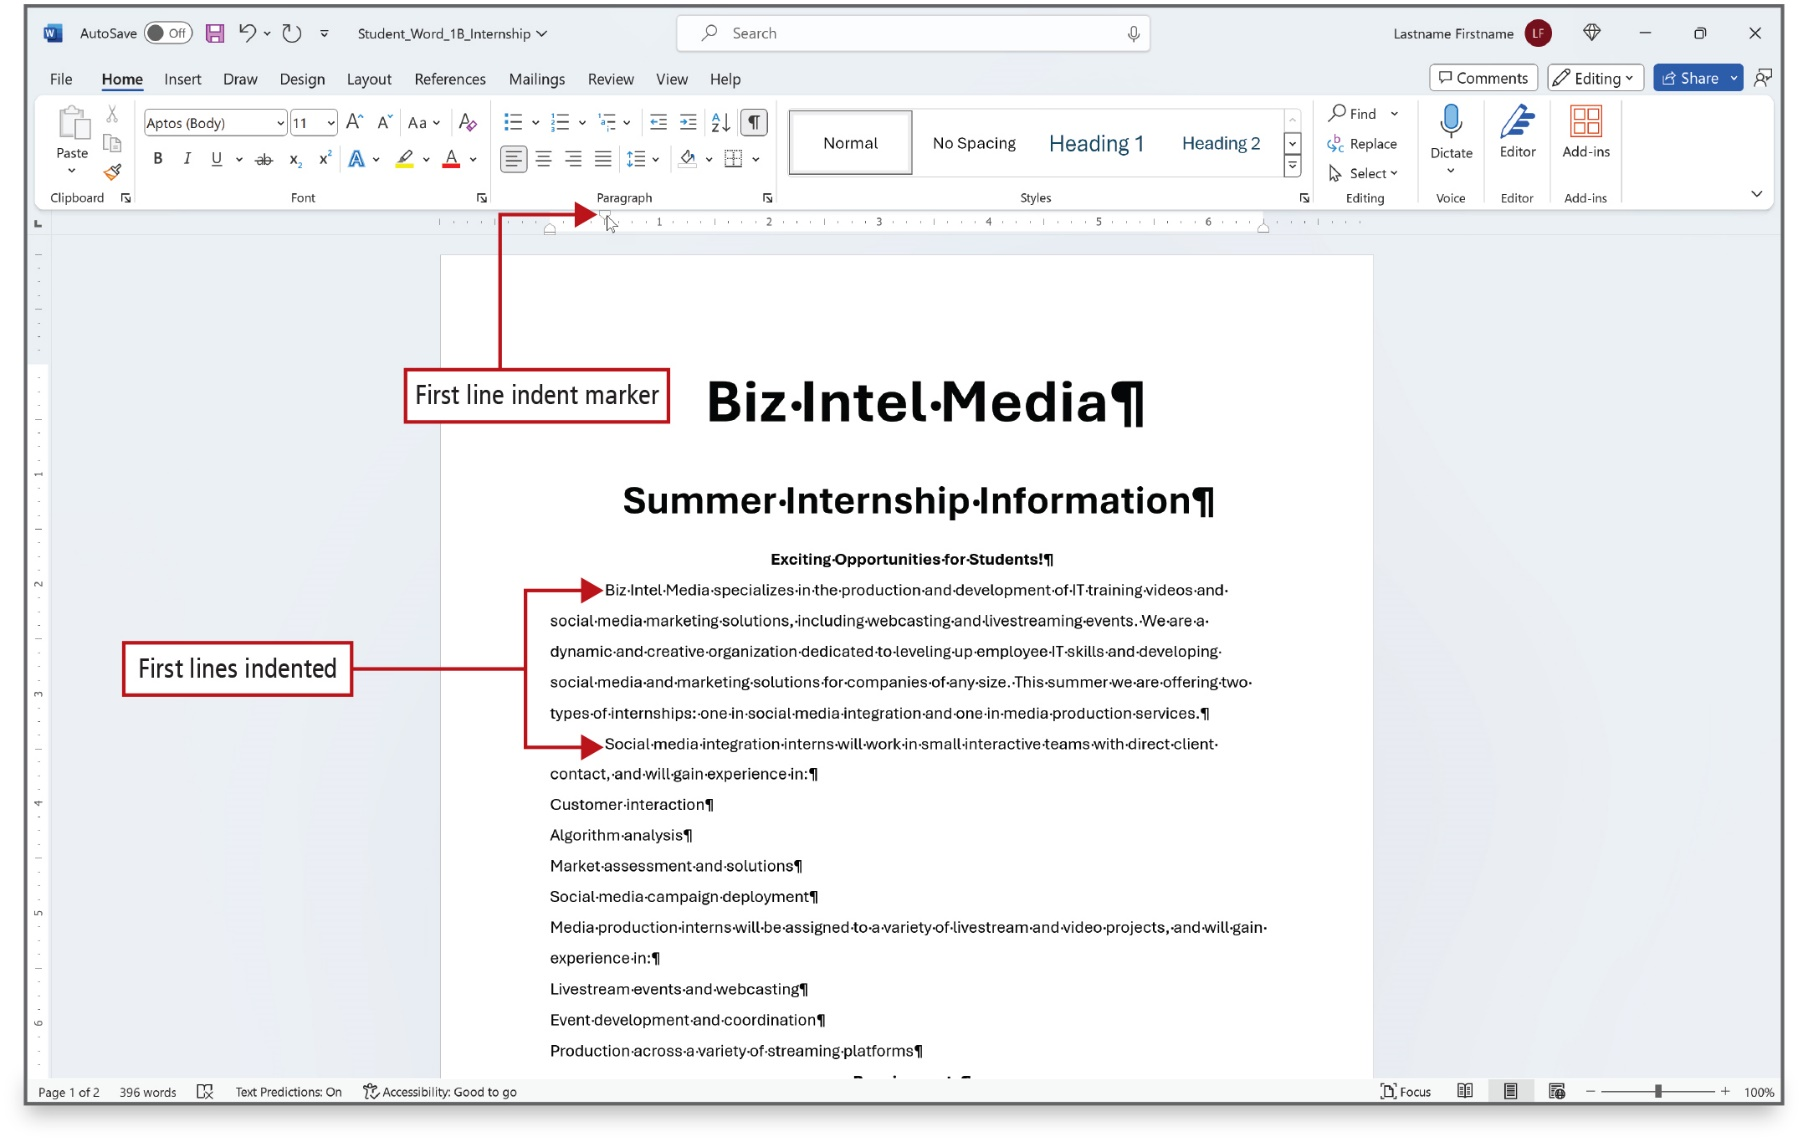 AutoSave Off Student_Word_1B_Internship Search Lastname Firstname LF
File Home Insert Draw Design Layout References Mailings Review View Help Comments Editing Share
Paste Aptos (Body) 11 Aa Normal No Spacing Heading 1 Heading 2 Find Replace Select Dictate Editor Add-ins
Clipboard Font Paragraph Styles Editing Voice Editor Add-ins
1 2 3 4 5 6
First line indent marker
Biz·Intel·Media¶
Summer·Internship·Information¶
Exciting·Opportunities·for·Students!¶
Biz·Intel·Media·specializes·in·the·production·and·development·of·IT·training·videos·and·
social·media·marketing·solutions,·including·webcasting·and·livestreaming·events.·We·are·a·
First lines indented
dynamic·and·creative·organization·dedicated·to·leveling·up·employee·IT·skills·and·developing·
social·media·and·marketing·solutions·for·companies·of·any·size.·This·summer·we·are·offering·two·
types·of·internships:·one·in·social·media·integration·and·one·in·media·production·services.¶
Social·media·integration·interns·will·work·in·small·interactive·teams·with·direct·client·
contact,·and·will·gain·experience·in:¶
Customer·interaction¶
Algorithm·analysis¶
Market·assessment·and·solutions¶
Social·media·campaign·deployment¶
Media·production·interns·will·be·assigned·to·a·variety·of·livestream·and·video·projects,·and·will·gain·
experience·in:¶
Livestream·events·and·webcasting¶
Event·development·and·coordination¶
Production·across·a·variety·of·streaming·platforms¶
Page 1 of 2 396 words Text Predictions: On Accessibility: Good to go Focus 100%